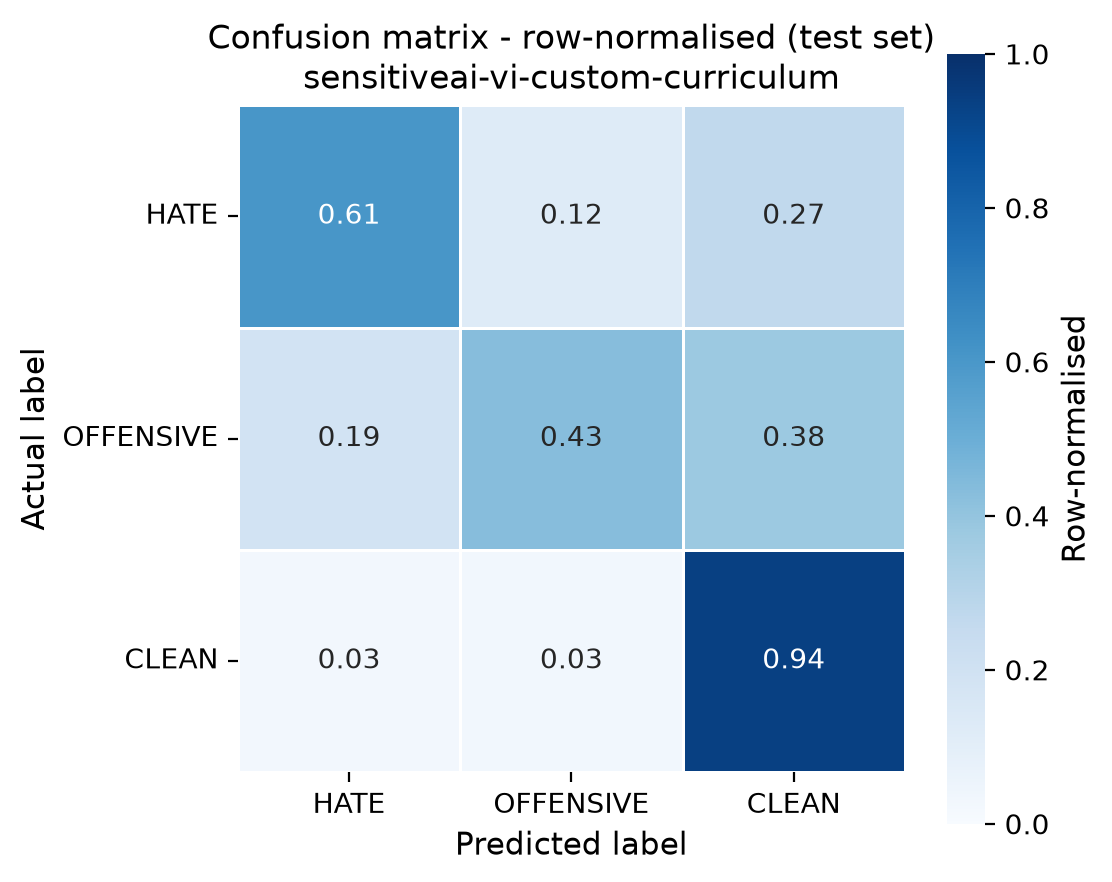 Confusion matrix - row-normalised (test set)
sensitiveai-vi-custom-curriculum
Actual label
HATE
0.61
0.12
0.27
OFFENSIVE
0.19
0.43
0.38
CLEAN
0.03
0.03
0.94
HATE
OFFENSIVE
CLEAN
Predicted label
1.0
0.8
0.6
0.4
0.2
0.0
Row-normalised